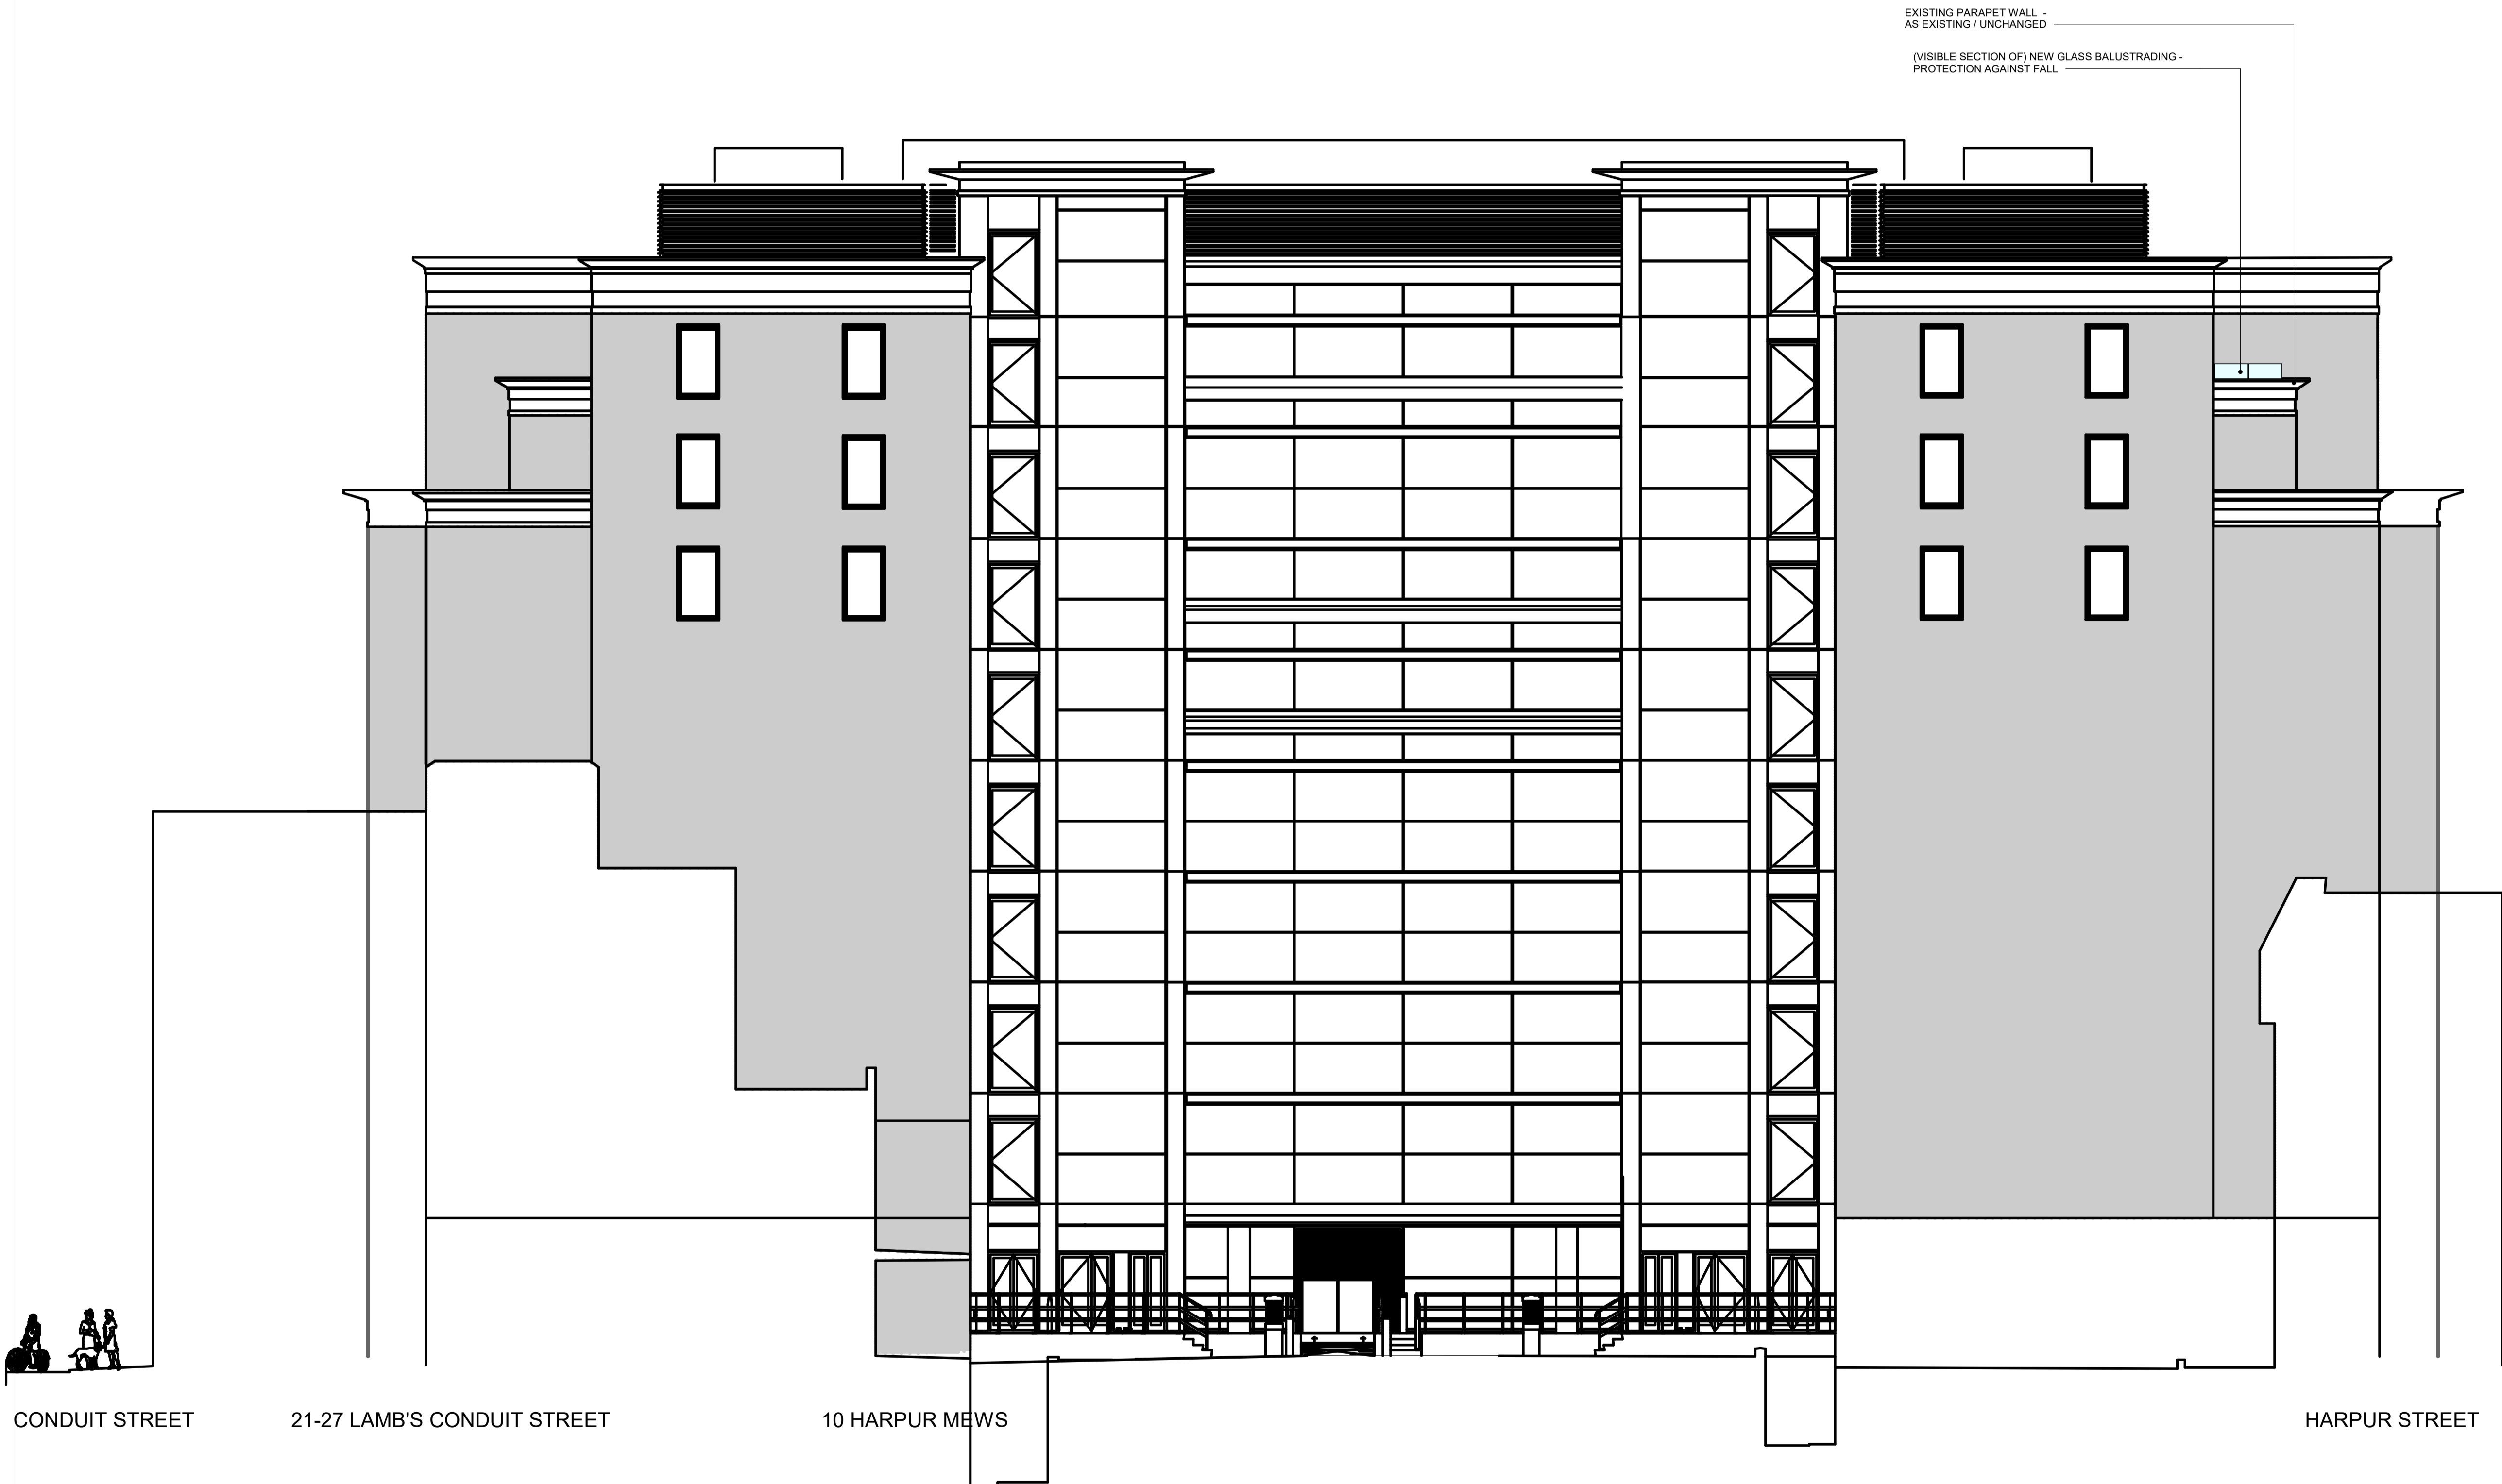 EXISTING PARAPET WALL -
AS EXISTING / UNCHANGED
(VISIBLE SECTION OF) NEW GLASS BALUSTRADING -
PROTECTION AGAINST FALL
CONDUIT STREET
21-27 LAMB'S CONDUIT STREET
10 HARPUR MEWS
HARPUR STREET